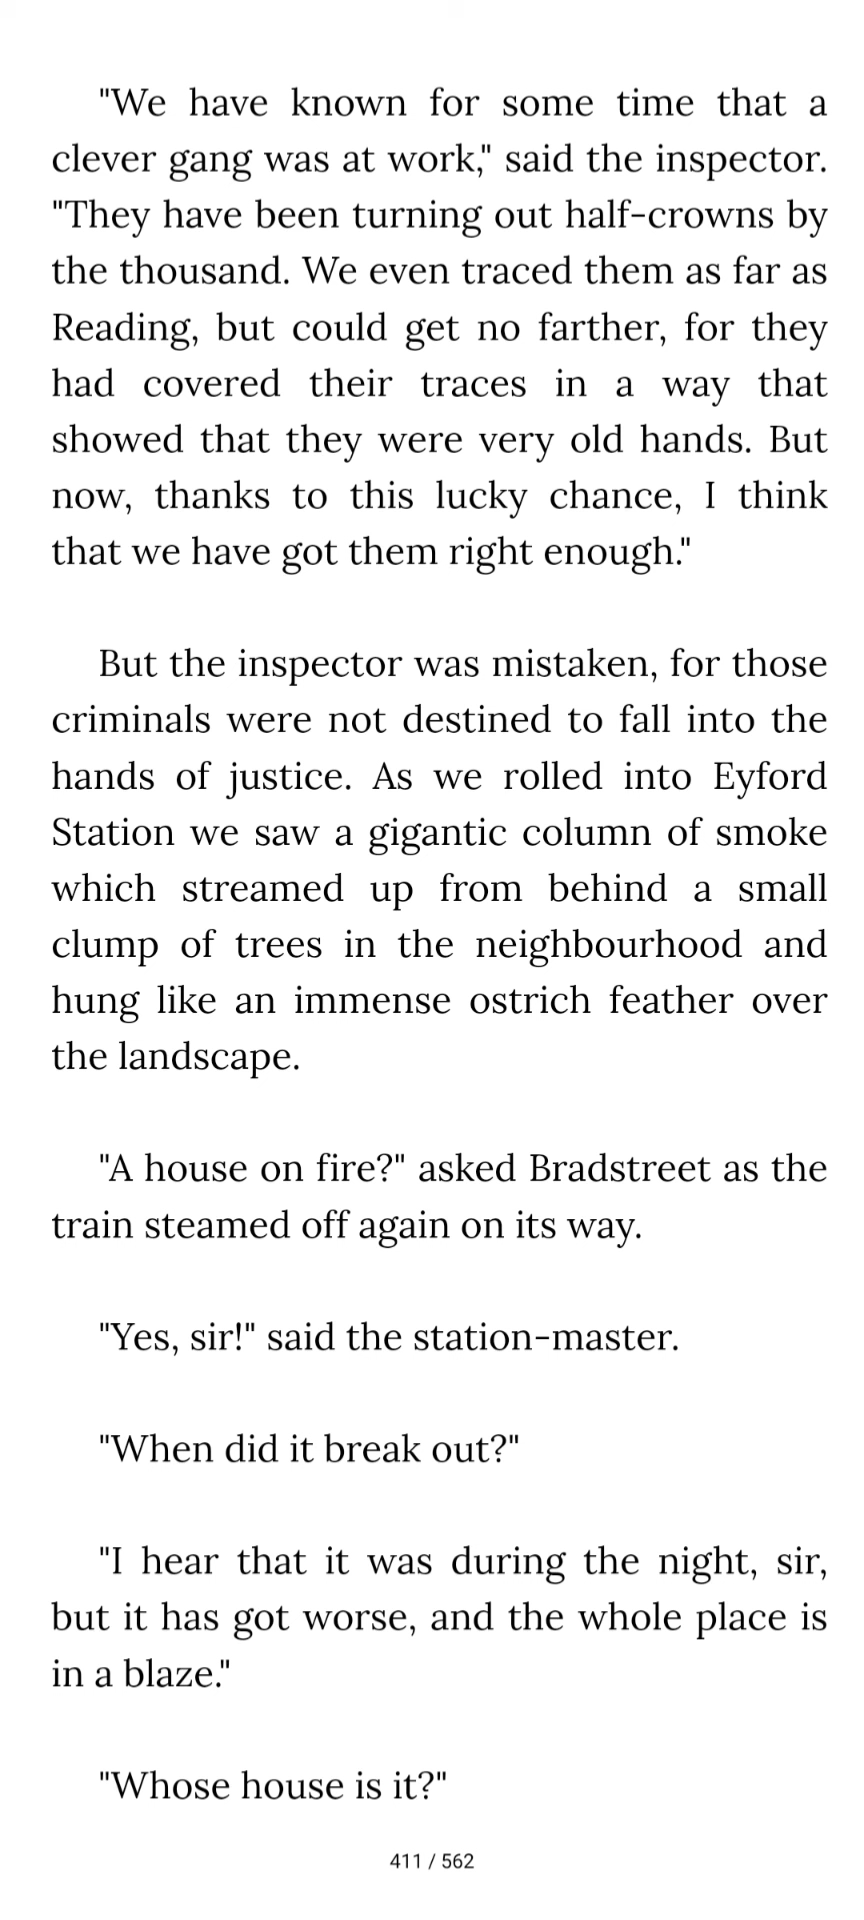 "We have known for some time that a
clever gang was at work," said the inspector.
"They have been turning out half-crowns by
the thousand. We even traced them as far as
Reading, but could get no farther, for they
had covered their traces in a way that
showed that they were very old hands. But
now, thanks to this lucky chance, I think
that we have got them right enough."
But the inspector was mistaken, for those
criminals were not destined to fall into the
hands of justice. As we rolled into Eyford
Station we saw a gigantic column of smoke
which streamed up from behind a small
clump of trees in the neighbourhood and
hung like an immense ostrich feather over
the landscape.
"A house on fire?" asked Bradstreet as the
train steamed off again on its way.
"Yes, sir!" said the station-master.
"When did it break out?"
"I hear that it was during the night, sir,
but it has got worse, and the whole place is
in a blaze."
"Whose house is it?"
411 / 562